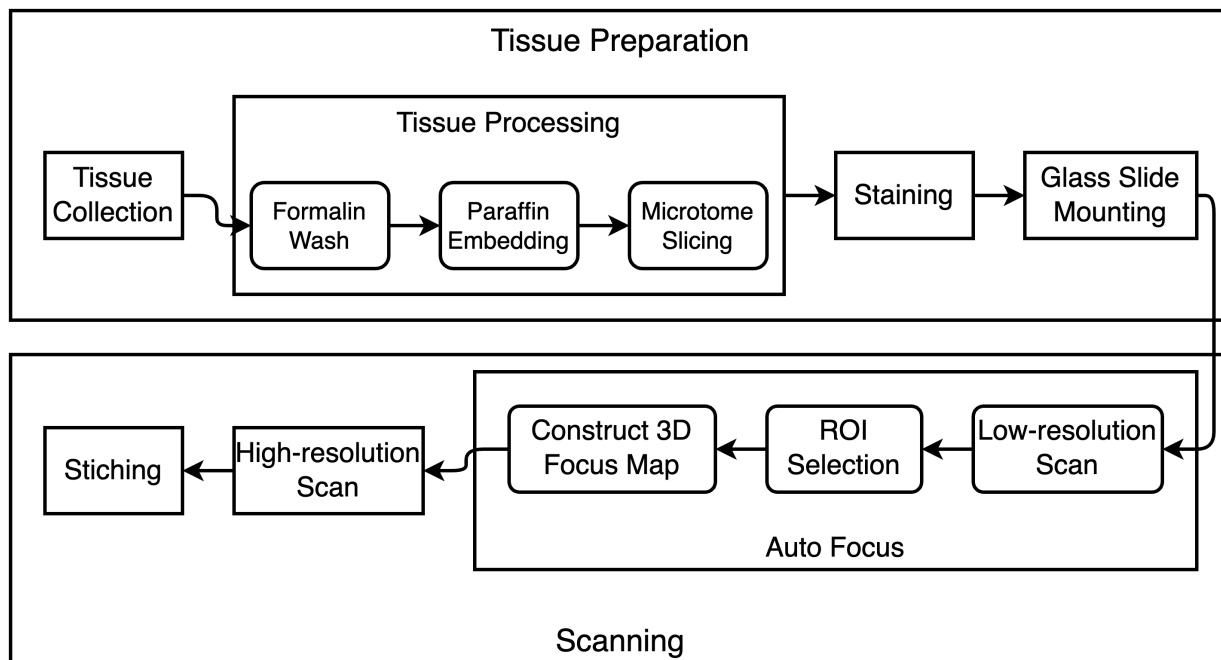 Tissue Preparation
Tissue Processing
Tissue
Collection
Formalin
Wash
Paraffin
Embedding
Microtome
Slicing
Staining
Glass Slide
Mounting
Low-resolution
Scan
ROI
Selection
Construct 3D
Focus Map
Auto Focus
High-resolution
Scan
Stiching
Scanning